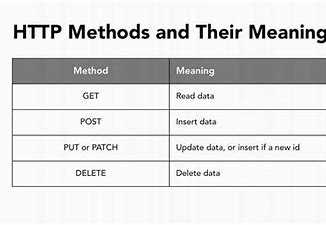 HTTP Methods and Their Meaning
Method Meaning
GET Read data
POST Insert data
PUT or PATCH Update data, or insert if a new id
DELETE Delete data